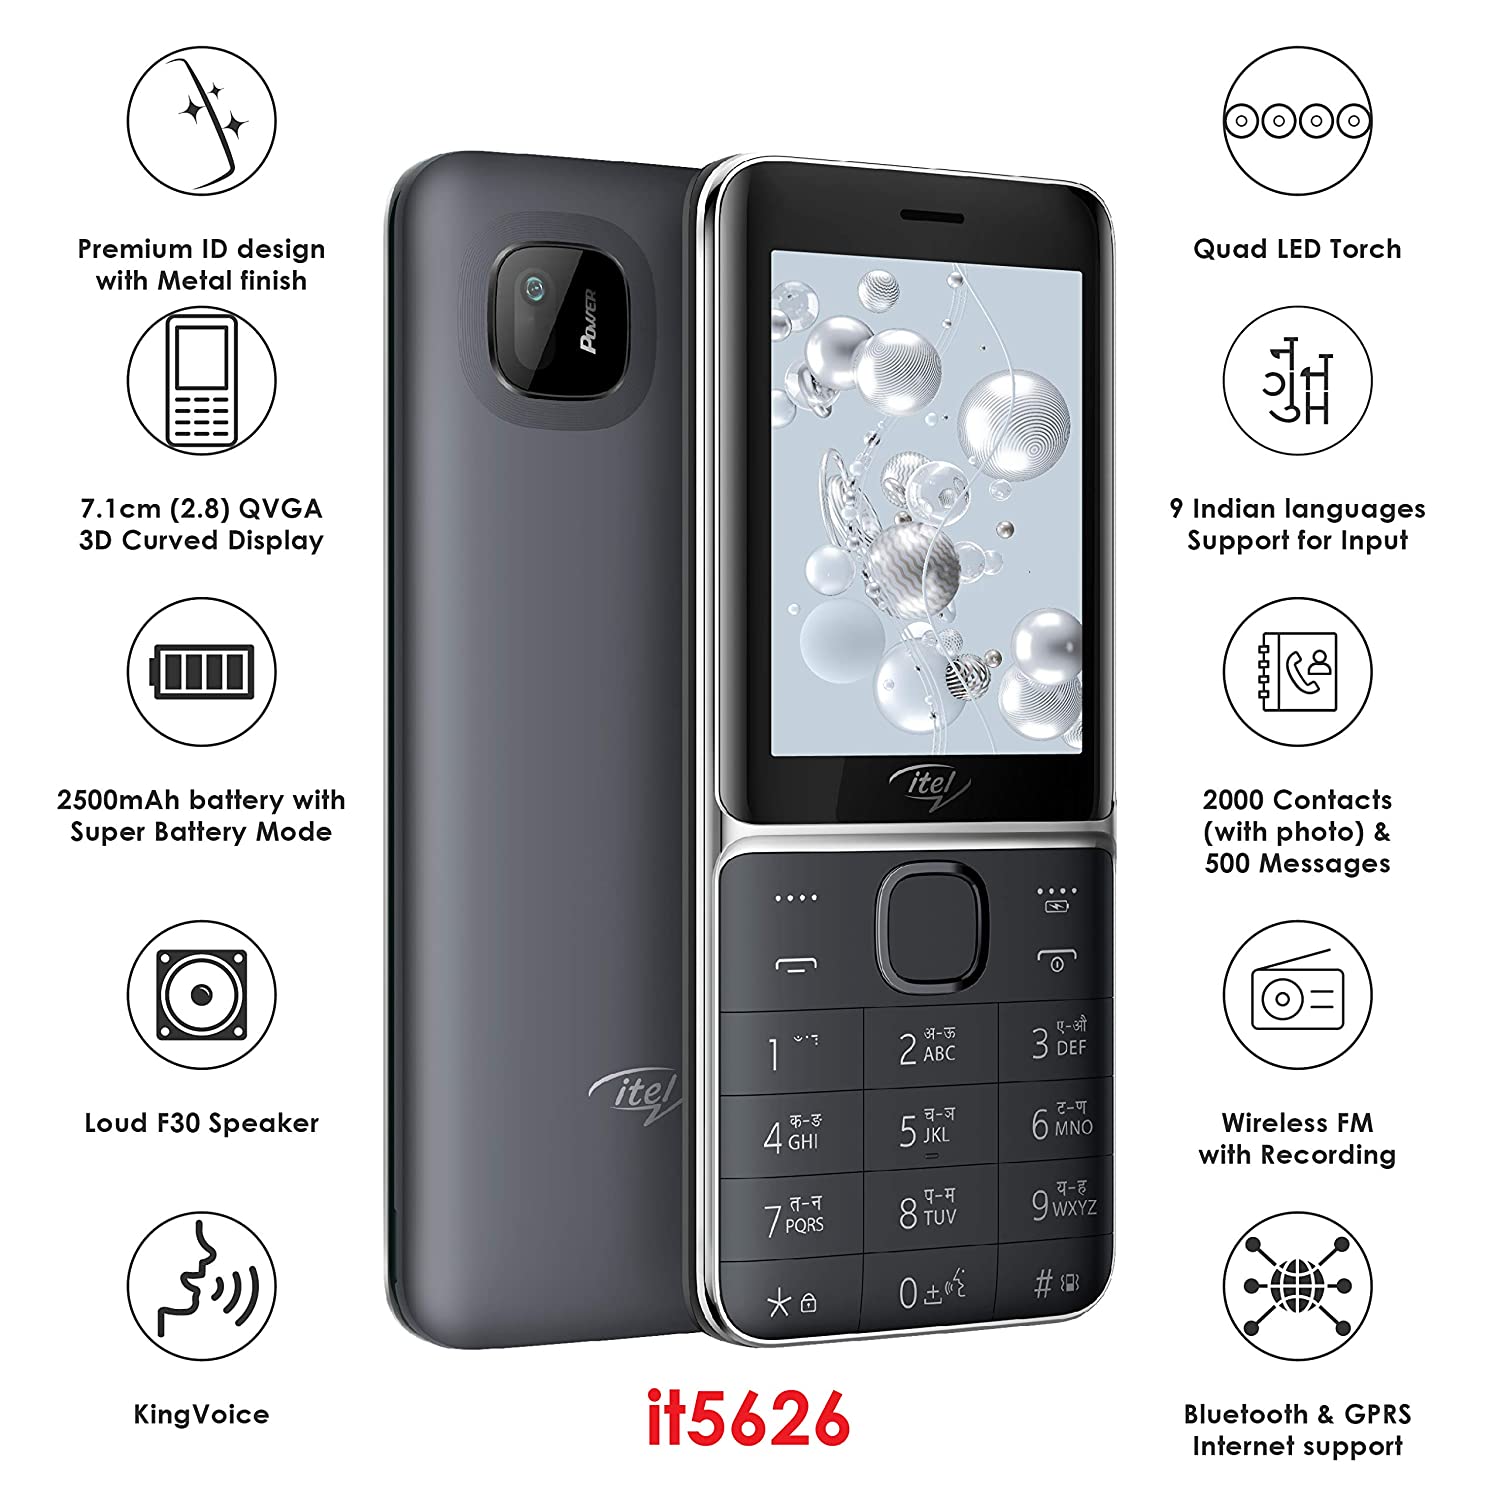 Premium ID design
with Metal finish
7.1cm (2.8) QVGA
3D Curved Display
2500mAh battery with
Super Battery Mode
Loud F30 Speaker
KingVoice
POWER
itel
itel
1
2 अ-ऊ ABC
3 ए-औ DEF
4 क-ङ GHI
5 च-ञ JKL
6 ट-ण MNO
7 त-न PQRS
8 प-म TUV
9 य-ह WXYZ
* 0 + #
it5626
Quad LED Torch
9 Indian languages
Support for Input
2000 Contacts
(with photo) &
500 Messages
Wireless FM
with Recording
Bluetooth & GPRS
Internet support